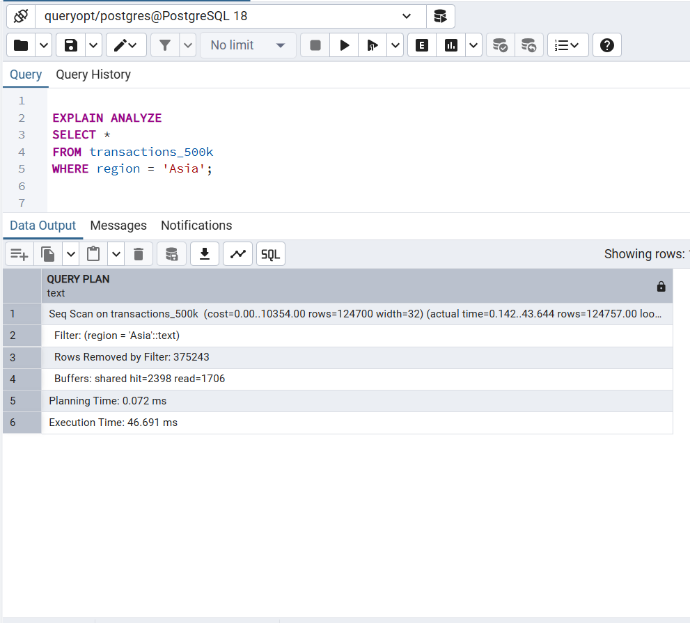 queryopt/postgres@PostgreSQL 18
No limit
E
SQL
Query Query History
1
2 EXPLAIN ANALYZE
3 SELECT *
4 FROM transactions_500k
5 WHERE region = 'Asia';
6
7
Data Output Messages Notifications
SQL Showing rows: 1
QUERY PLAN
text
1 Seq Scan on transactions_500k (cost=0.00..10354.00 rows=124700 width=32) (actual time=0.142..43.644 rows=124757.00 loo...
2 Filter: (region = 'Asia'::text)
3 Rows Removed by Filter: 375243
4 Buffers: shared hit=2398 read=1706
5 Planning Time: 0.072 ms
6 Execution Time: 46.691 ms